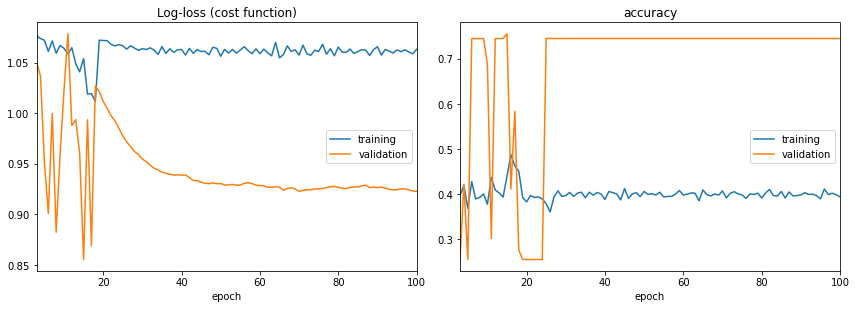 Log-loss (cost function)
1.05
1.00
0.95
0.90
0.85
training
validation
20
40
60
80
100
epoch
accuracy
0.7
0.6
0.5
0.4
0.3
training
validation
20
40
60
80
100
epoch